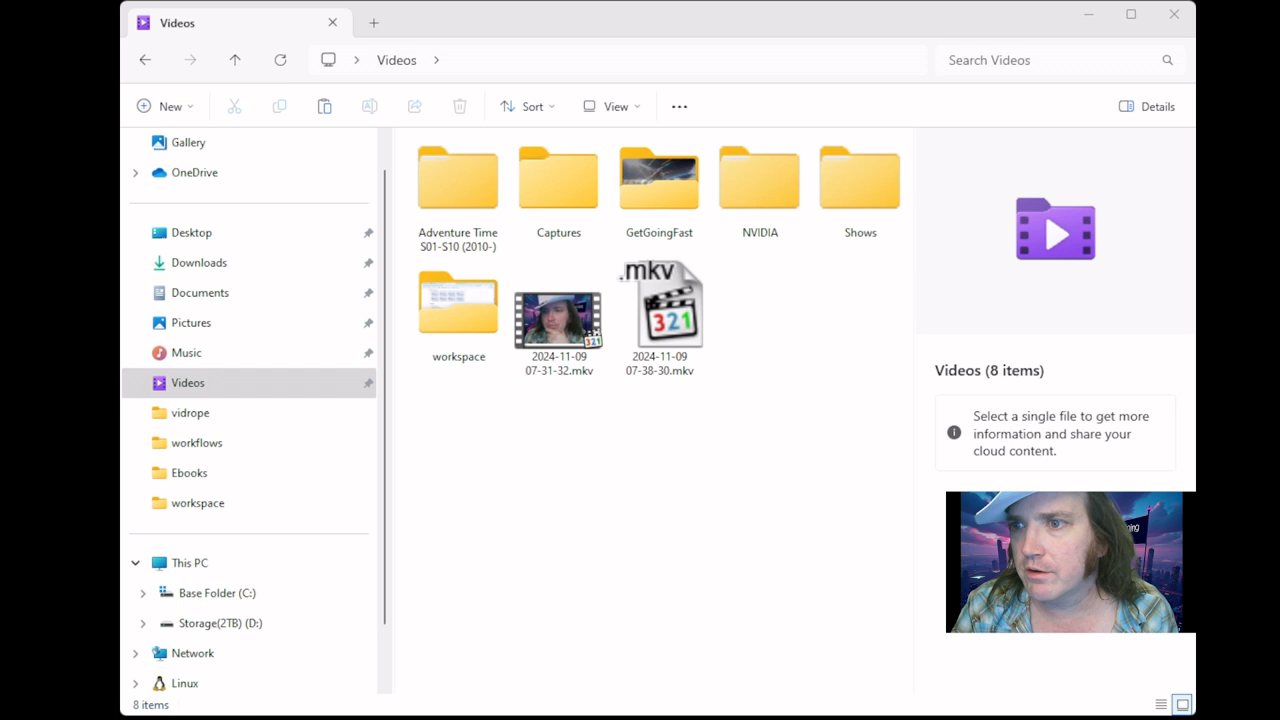 Videos
Videos
Search Videos
New
Sort
View
Details
Gallery
OneDrive
Desktop
Downloads
Documents
Pictures
Music
Videos
vidrope
workflows
Ebooks
workspace
This PC
Base Folder (C:)
Storage(2TB) (D:)
Network
Linux
8 items
Adventure Time
S01-S10 (2010-)
Captures
GetGoingFast
NVIDIA
Shows
workspace
321
2024-11-09
07-31-32.mkv
.mkv
321
2024-11-09
07-38-30.mkv
Videos (8 items)
Select a single file to get more
information and share your
cloud content.